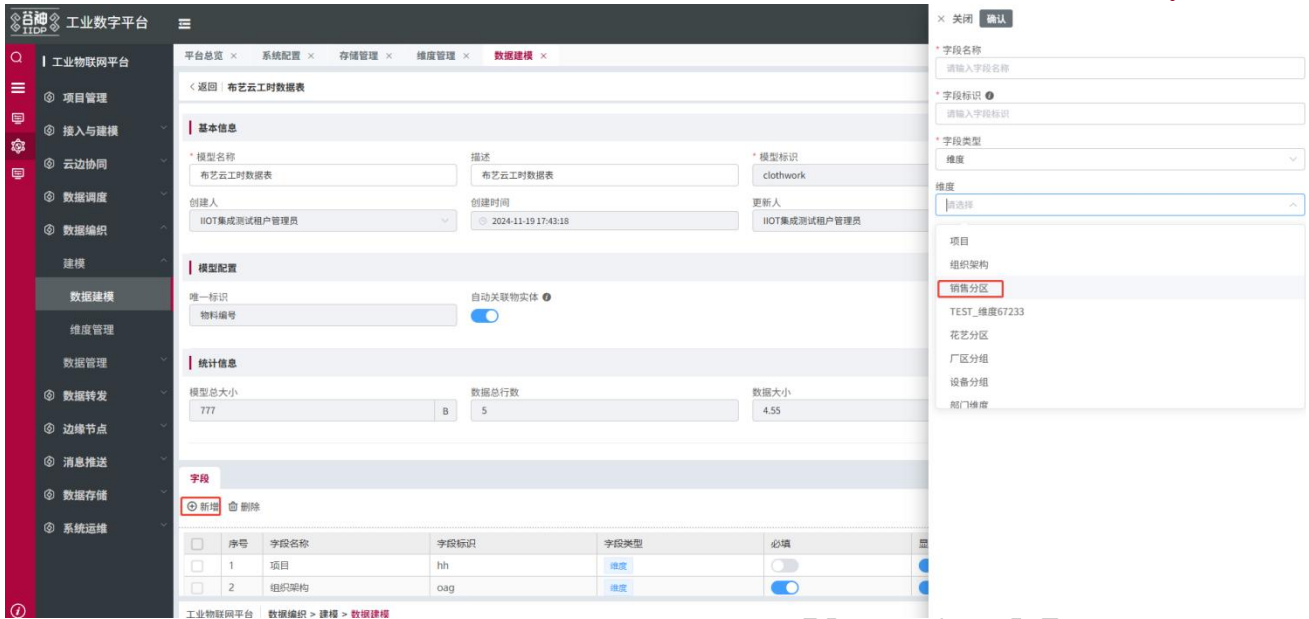 谷神 IIDP 工业数字平台
工业物联网平台
项目管理
接入与建模
云边协同
数据调度
数据编织
建模
数据建模
维度管理
数据管理
数据转发
边缘节点
消息推送
数据存储
系统运维
平台总览 × 系统配置 × 存储管理 × 维度管理 × 数据建模 ×
< 返回 布艺云工时数据表
基本信息
* 模型名称 描述 * 模型标识
布艺云工时数据表 布艺云工时数据表 clothwork
创建人 创建时间 更新人
IIOT集成测试租户管理员 2024-11-19 17:43:18 IIOT集成测试租户管理员
模型配置
唯一标识 自动关联物实体
物料编号
统计信息
模型总大小 数据总行数 数据大小
777 B 5 4.55
字段
新增 删除
序号 字段名称 字段标识 字段类型 必填
1 项目 hh 维度
2 组织架构 oag 维度
工业物联网平台 数据编织 > 建模 > 数据建模
× 关闭 确认
* 字段名称
请输入字段名称
* 字段标识
请输入字段标识
* 字段类型
维度
维度
请选择
项目
组织架构
销售分区
TEST_维度67233
花艺分区
厂区分组
设备分组
部门维度